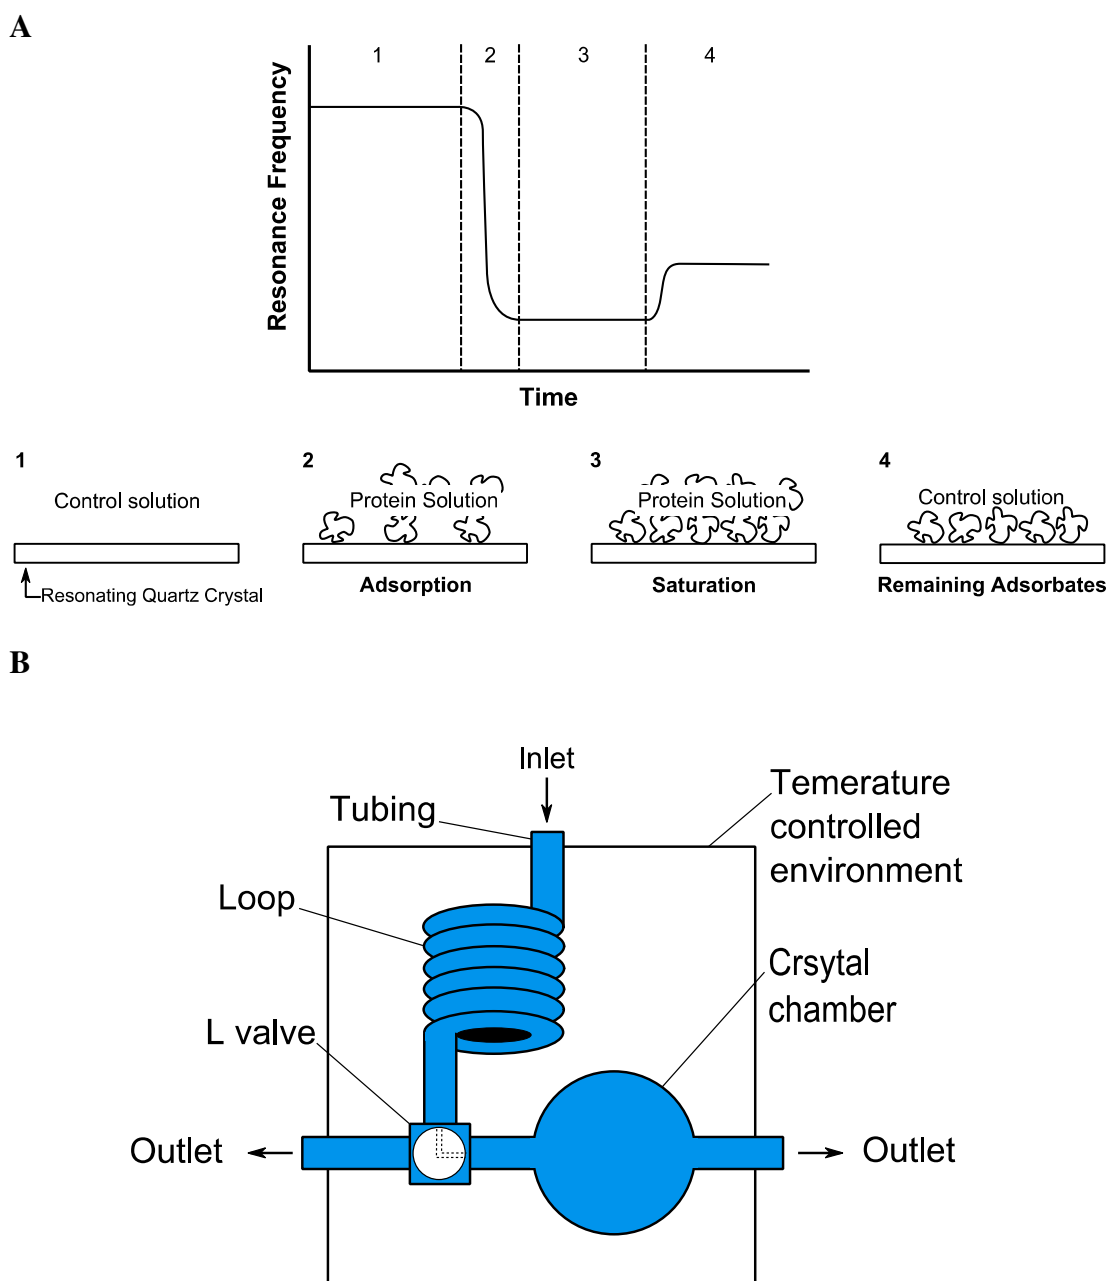 A
1 2 3 4
Resonance Frequency
Time
1 2 3 4
Control solution Protein Solution Protein Solution Control solution
Resonating Quartz Crystal
Adsorption Saturation Remaining Adsorbates
B
Inlet
Tubing
Temerature
controlled
environment
Loop
Crsytal
chamber
L valve
Outlet
Outlet